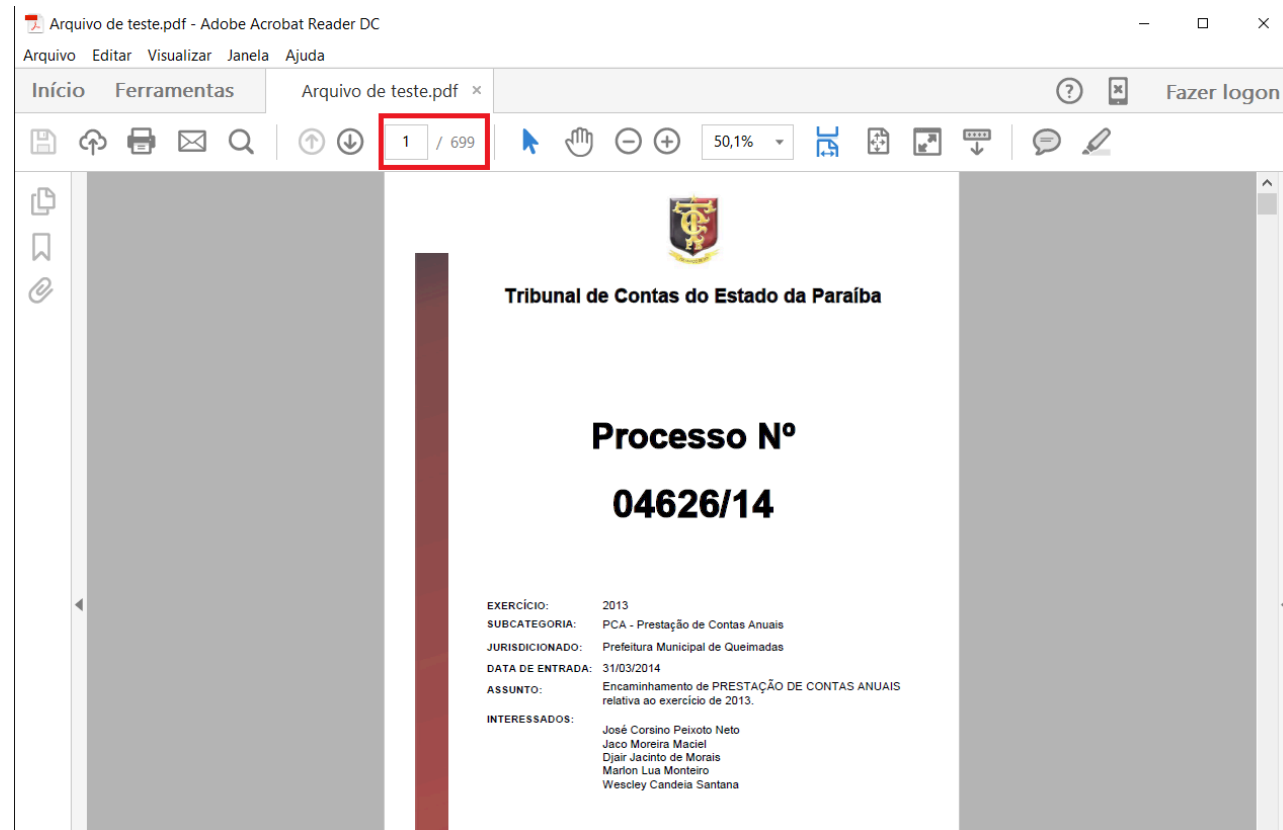 Arquivo de teste.pdf - Adobe Acrobat Reader DC
Arquivo Editar Visualizar Janela Ajuda
Início Ferramentas Arquivo de teste.pdf × ? Fazer logon
1 / 699 50,1%
Tribunal de Contas do Estado da Paraíba
Processo Nº
04626/14
EXERCÍCIO: 2013
SUBCATEGORIA: PCA - Prestação de Contas Anuais
JURISDICIONADO: Prefeitura Municipal de Queimadas
DATA DE ENTRADA: 31/03/2014
ASSUNTO: Encaminhamento de PRESTAÇÃO DE CONTAS ANUAIS
relativa ao exercício de 2013.
INTERESSADOS:
José Corsino Peixoto Neto
Jaco Moreira Maciel
Djair Jacinto de Morais
Marlon Lua Monteiro
Wescley Candeia Santana